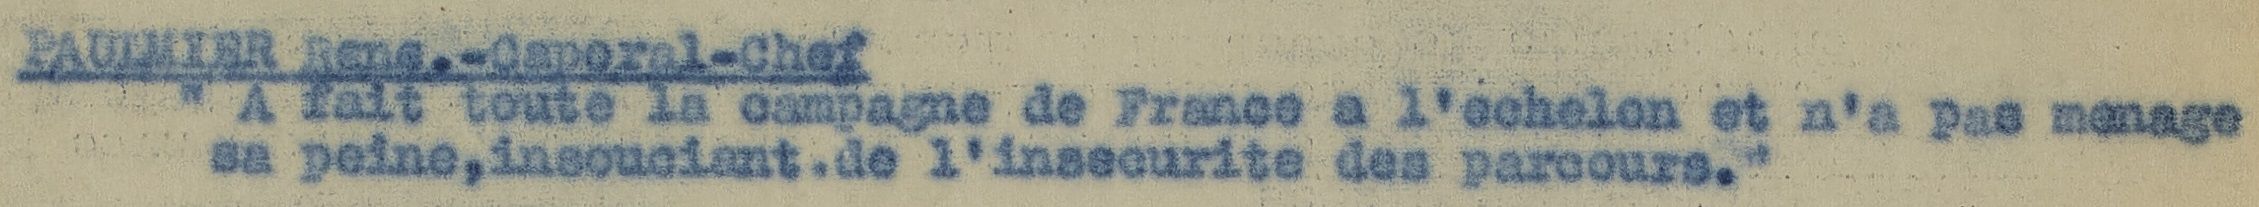 PAULMIER Rene.-Caporal-Chef
" A fait toute la campagne de France a l'echelon et n'a pas menage
sa peine,insouciant.de l'insecurite des parcours."